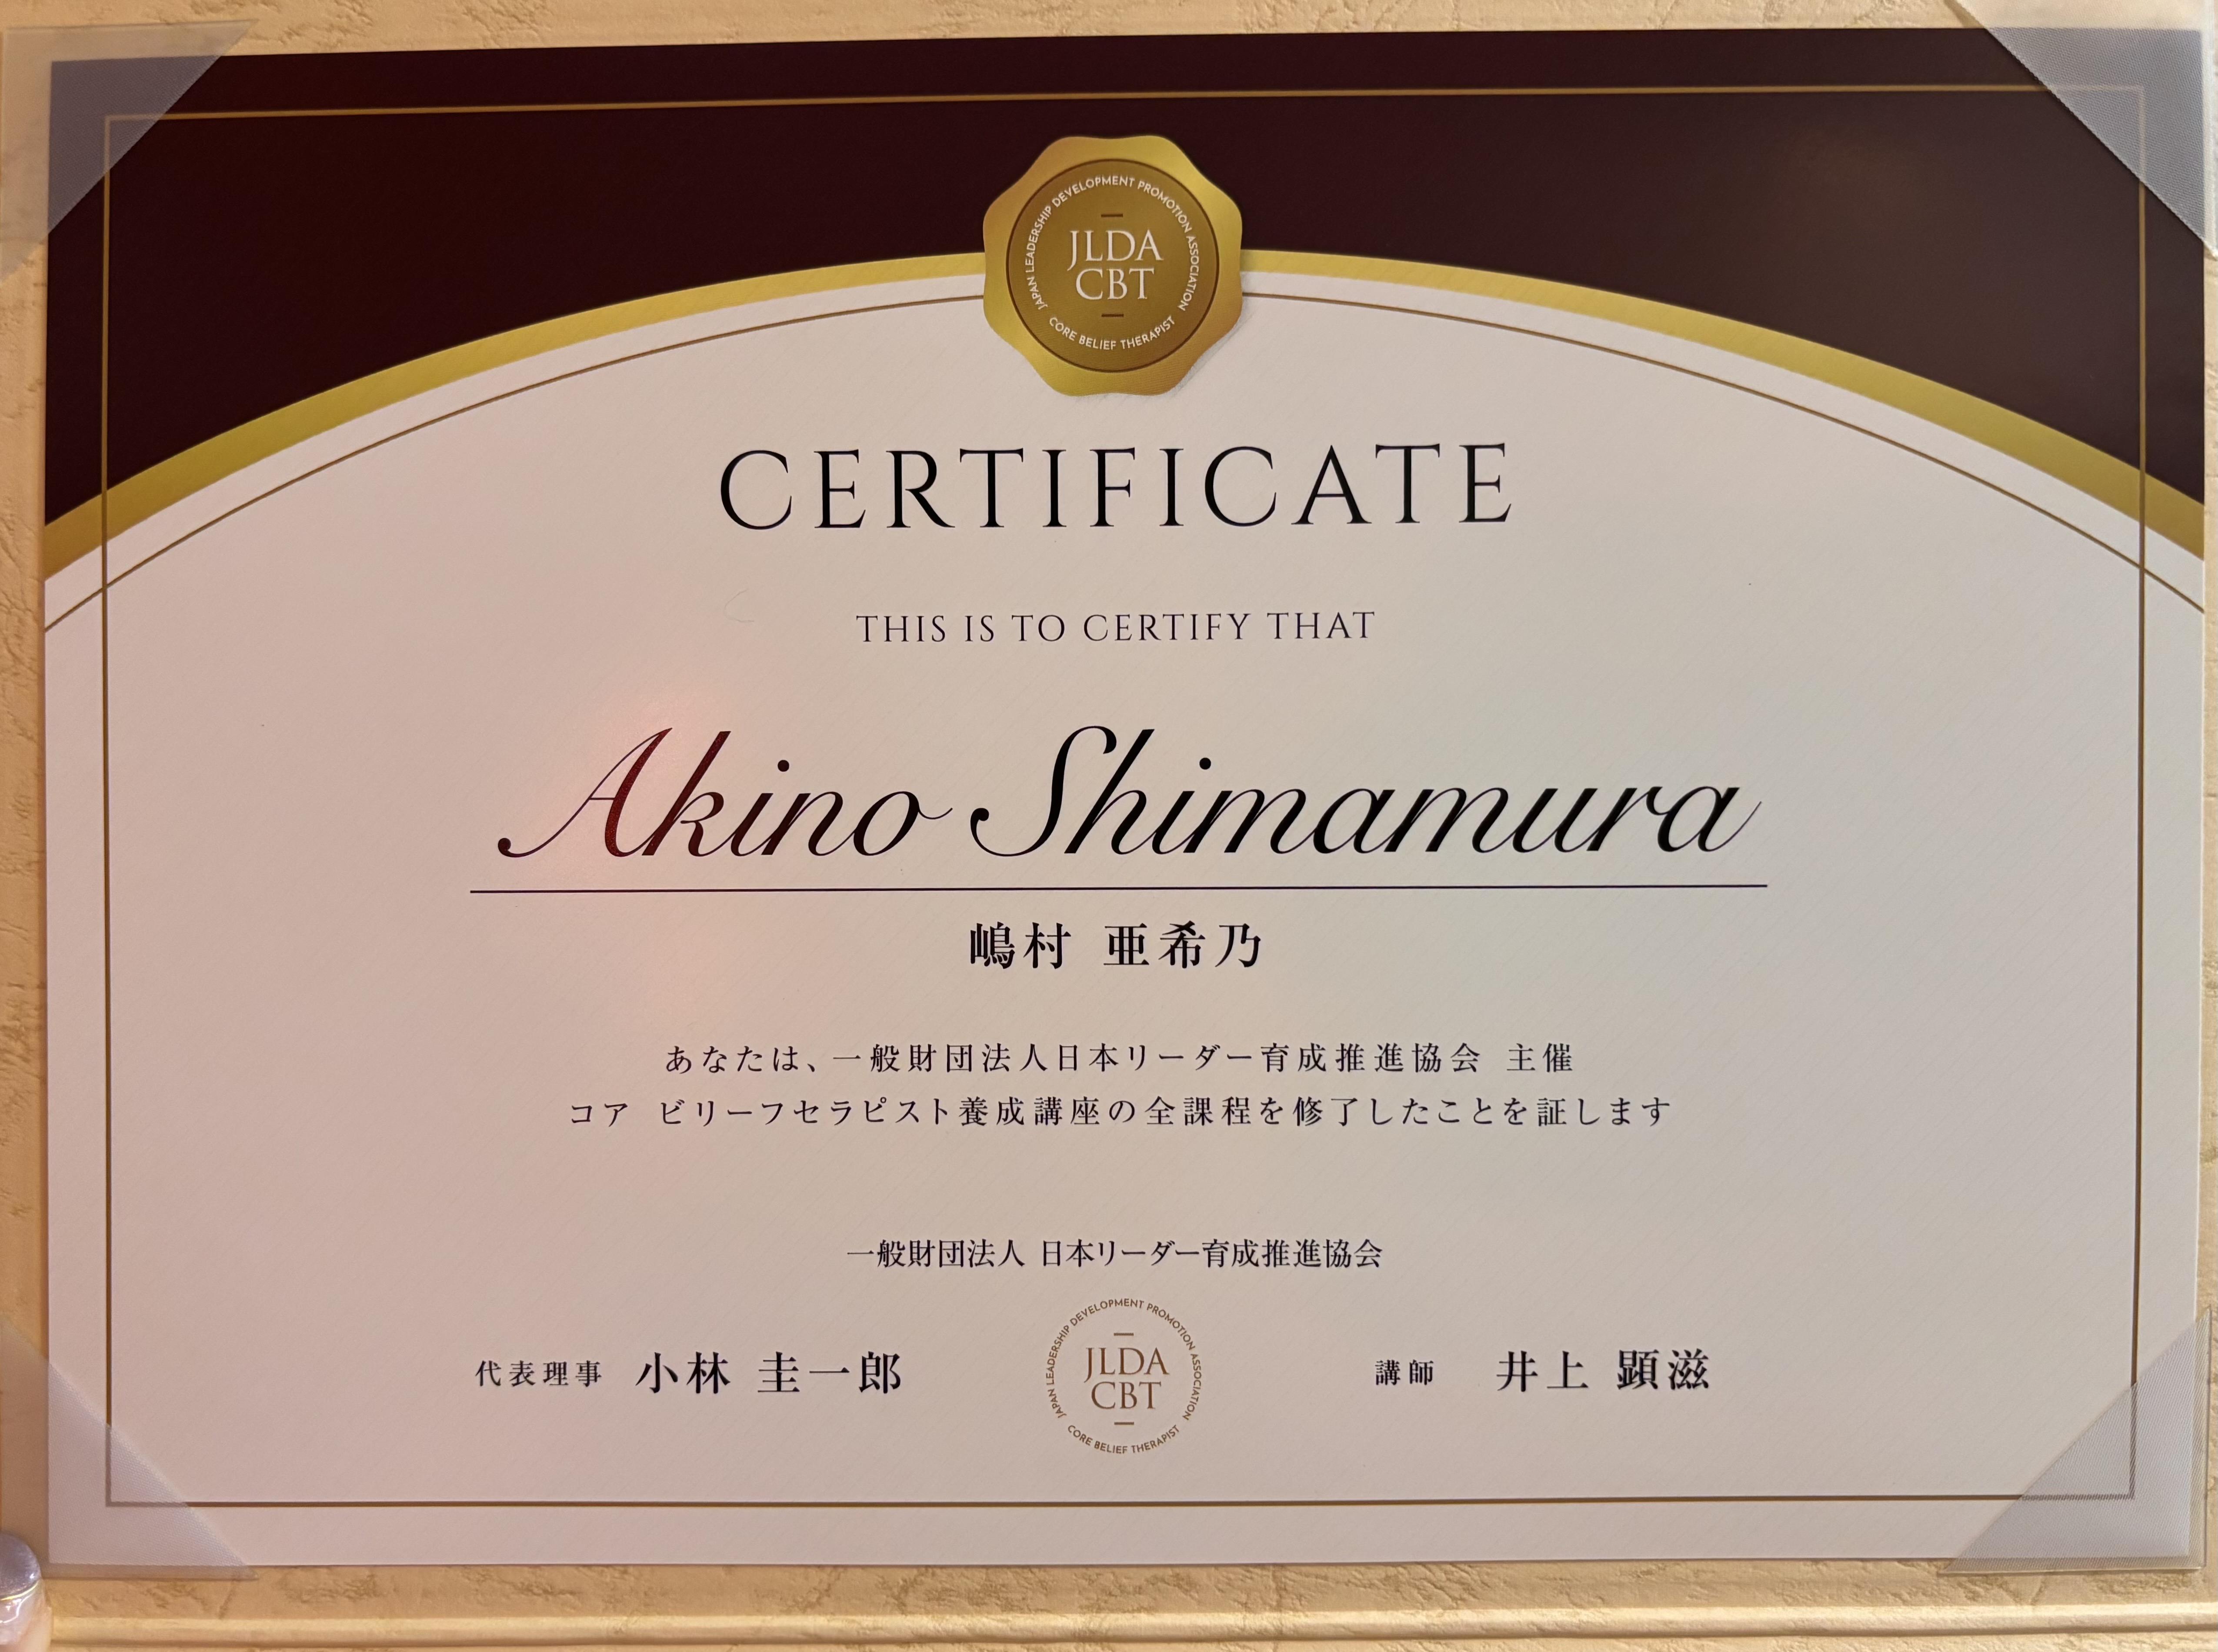 JAPAN LEADERSHIP DEVELOPMENT PROMOTION ASSOCIATION
JLDA
CBT
CORE BELIEF THERAPIST
CERTIFICATE
THIS IS TO CERTIFY THAT
Akino Shimamura
嶋村 亜希乃
あなたは、一般財団法人日本リーダー育成推進協会 主催
コア ビリーフセラピスト養成講座の全課程を修了したことを証します
一般財団法人 日本リーダー育成推進協会
代表理事 小林 圭一郎
JAPAN LEADERSHIP DEVELOPMENT PROMOTION ASSOCIATION
JLDA
CBT
CORE BELIEF THERAPIST
講師 井上 顕滋